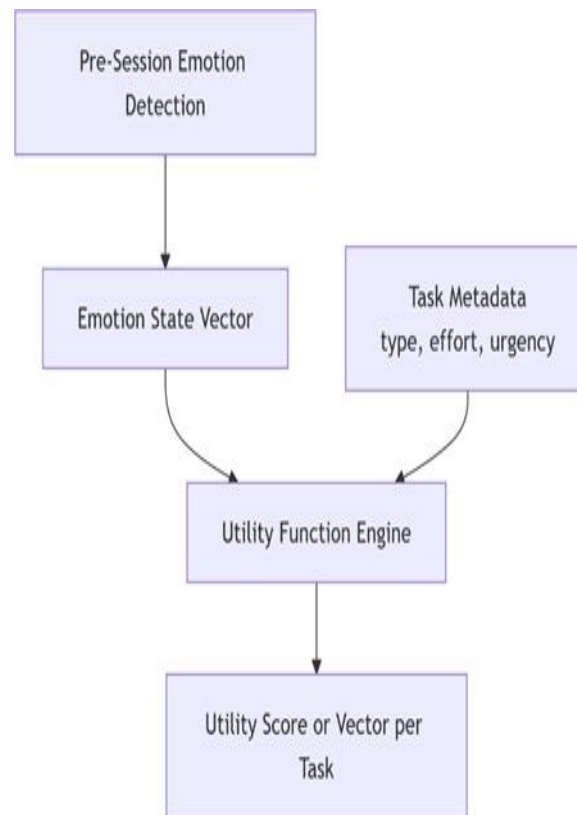 Pre-Session Emotion
Detection
Emotion State Vector
Task Metadata
type, effort, urgency
Utility Function Engine
Utility Score or Vector per
Task